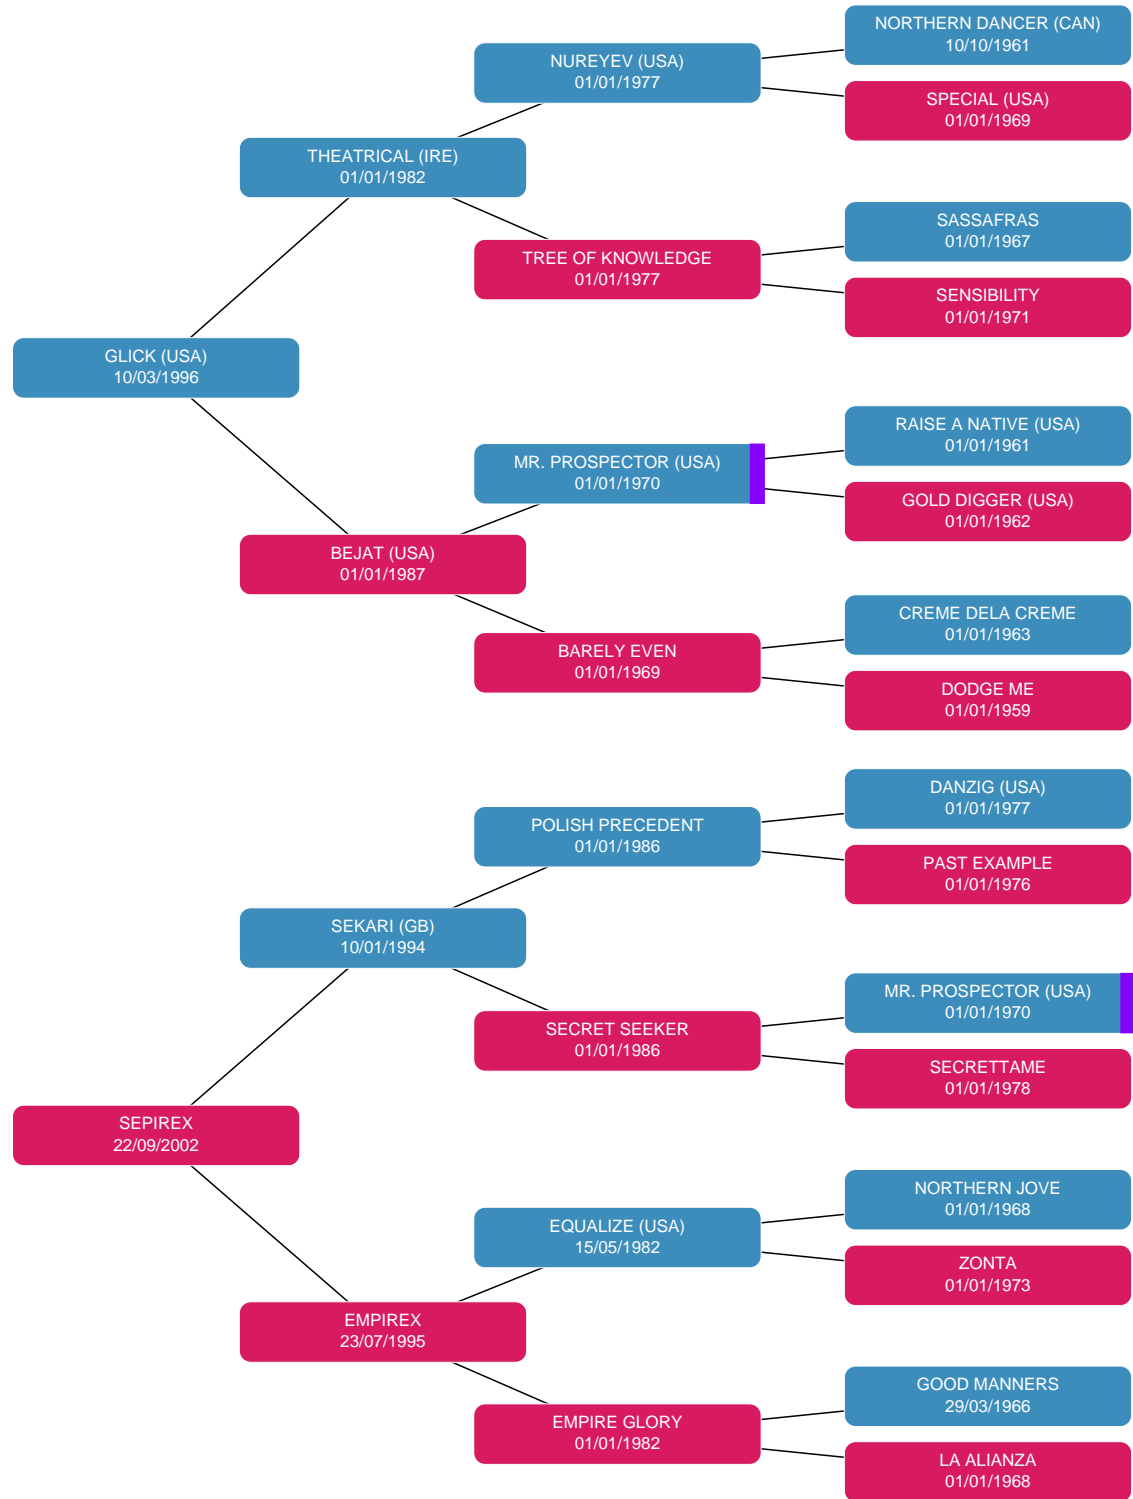 NORTHERN DANCER (CAN)
10/10/1961
NUREYEV (USA)
01/01/1977
SPECIAL (USA)
01/01/1969
THEATRICAL (IRE)
01/01/1982
SASSAFRAS
01/01/1967
TREE OF KNOWLEDGE
01/01/1977
SENSIBILITY
01/01/1971
GLICK (USA)
10/03/1996
RAISE A NATIVE (USA)
01/01/1961
MR. PROSPECTOR (USA)
01/01/1970
GOLD DIGGER (USA)
01/01/1962
BEJAT (USA)
01/01/1987
CREME DELA CREME
01/01/1963
BARELY EVEN
01/01/1969
DODGE ME
01/01/1959
DANZIG (USA)
01/01/1977
POLISH PRECEDENT
01/01/1986
PAST EXAMPLE
01/01/1976
SEKARI (GB)
10/01/1994
MR. PROSPECTOR (USA)
01/01/1970
SECRET SEEKER
01/01/1986
SECRETTAME
01/01/1978
SEPIREX
22/09/2002
NORTHERN JOVE
01/01/1968
EQUALIZE (USA)
15/05/1982
ZONTA
01/01/1973
EMPIREX
23/07/1995
GOOD MANNERS
29/03/1966
EMPIRE GLORY
01/01/1982
LA ALIANZA
01/01/1968